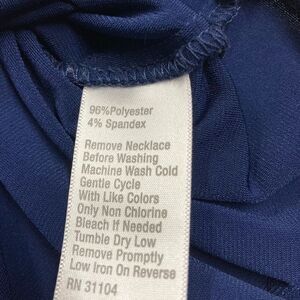 96%Polyester
4% Spandex
Remove Necklace
Before Washing
Machine Wash Cold
Gentle Cycle
With Like Colors
Only Non Chlorine
Bleach If Needed
Tumble Dry Low
Remove Promptly
Low Iron On Reverse
RN 31104